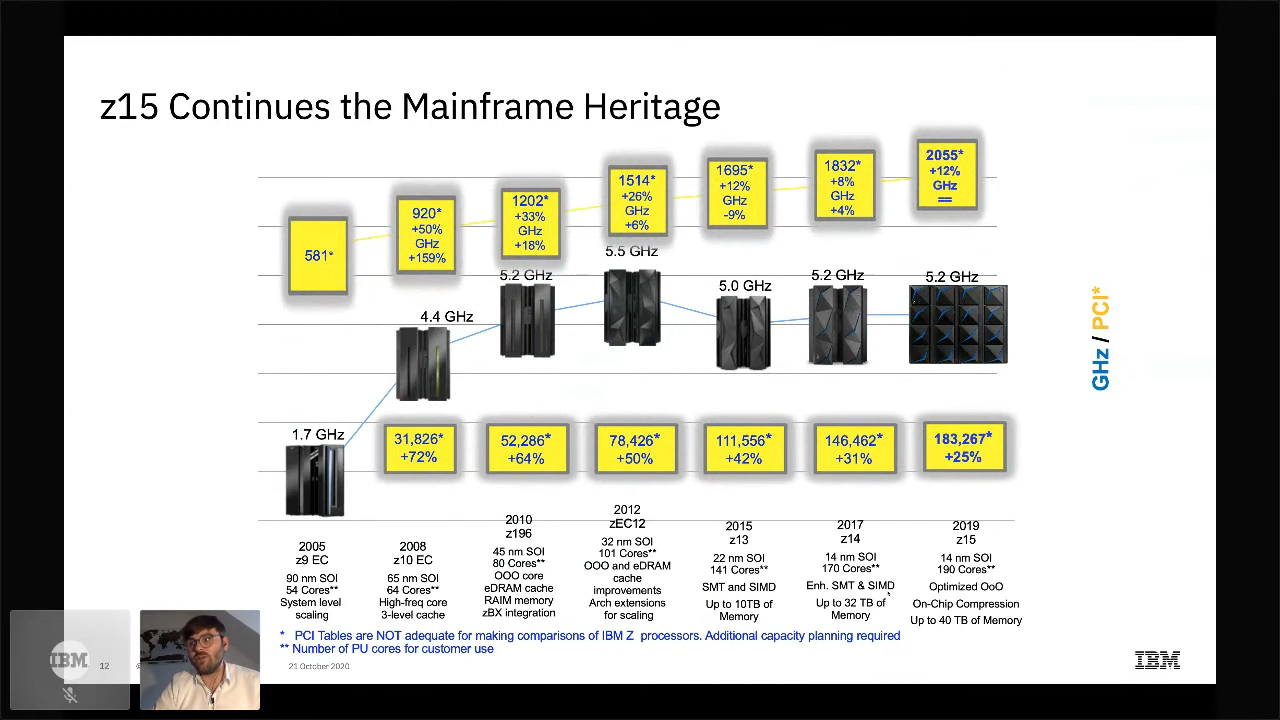 z15 Continues the Mainframe Heritage
581*
920*
+50%
GHz
+159%
1202*
+33%
GHz
+18%
1514*
+26%
GHz
+6%
1695*
+12%
GHz
-9%
1832*
+8%
GHz
+4%
2055*
+12%
GHz
==
1.7 GHz
4.4 GHz
5.2 GHz
5.5 GHz
5.0 GHz
5.2 GHz
5.2 GHz
GHz / PCI*
31,826*
+72%
52,286*
+64%
78,426*
+50%
111,556*
+42%
146,462*
+31%
183,267*
+25%
2005
z9 EC
90 nm SOI
54 Cores**
System level
scaling
2008
z10 EC
65 nm SOI
64 Cores**
High-freq core
3-level cache
2010
z196
45 nm SOI
80 Cores**
OOO core
eDRAM cache
RAIM memory
zBX integration
2012
zEC12
32 nm SOI
101 Cores**
OOO and eDRAM
cache
improvements
Arch extensions
for scaling
2015
z13
22 nm SOI
141 Cores**
SMT and SIMD
Up to 10TB of
Memory
2017
z14
14 nm SOI
170 Cores**
Enh. SMT & SIMD
Up to 32 TB of
Memory
2019
z15
14 nm SOI
190 Cores**
Optimized OoO
On-Chip Compression
Up to 40 TB of Memory
* PCI Tables are NOT adequate for making comparisons of IBM Z processors. Additional capacity planning required
** Number of PU cores for customer use
IBM
12
21 October 2020
IBM